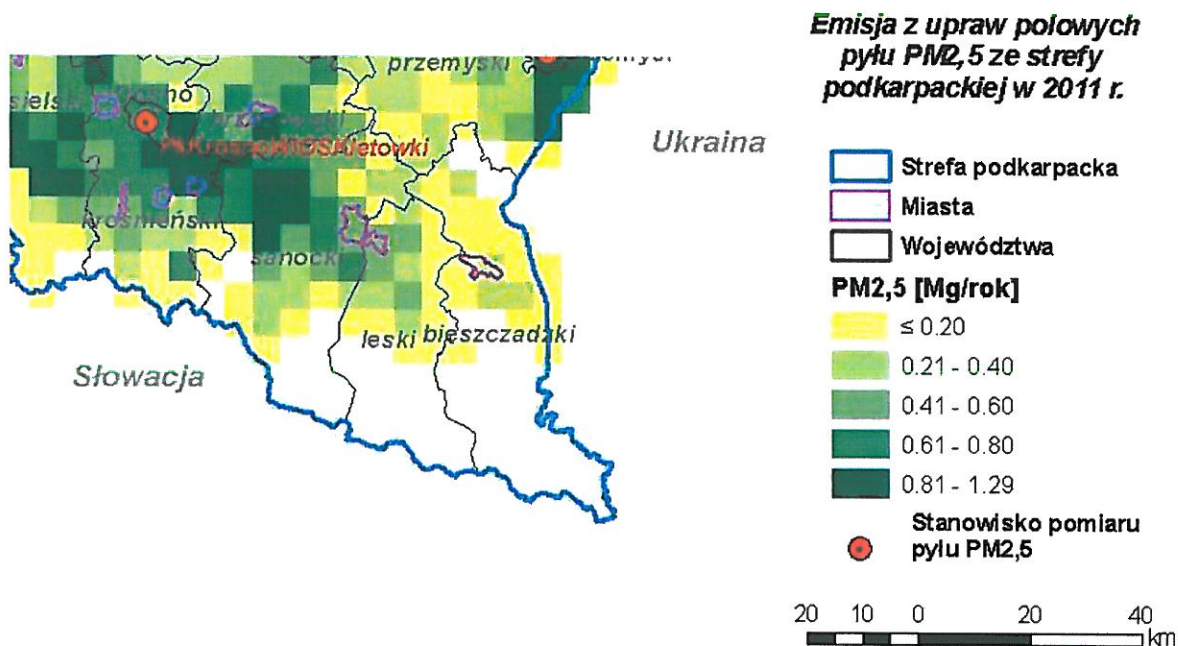 Emisja z upraw polowych
pyłu PM2,5 ze strefy
podkarpackiej w 2011 r.
przemyski
Ukraina
krośnieński
sanocki
leski bieszczadzki
Słowacja
Strefa podkarpacka
Miasta
Województwa
PM2,5 [Mg/rok]
≤ 0.20
0.21 - 0.40
0.41 - 0.60
0.61 - 0.80
0.81 - 1.29
Stanowisko pomiaru
pyłu PM2,5
20 10 0 20 40
km